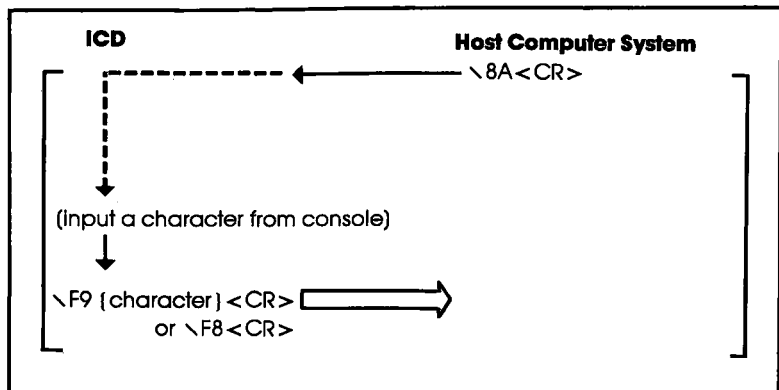 ICD
Host Computer System
\8A<CR>
(input a character from console)
\F9 {character}<CR>
or \F8<CR>